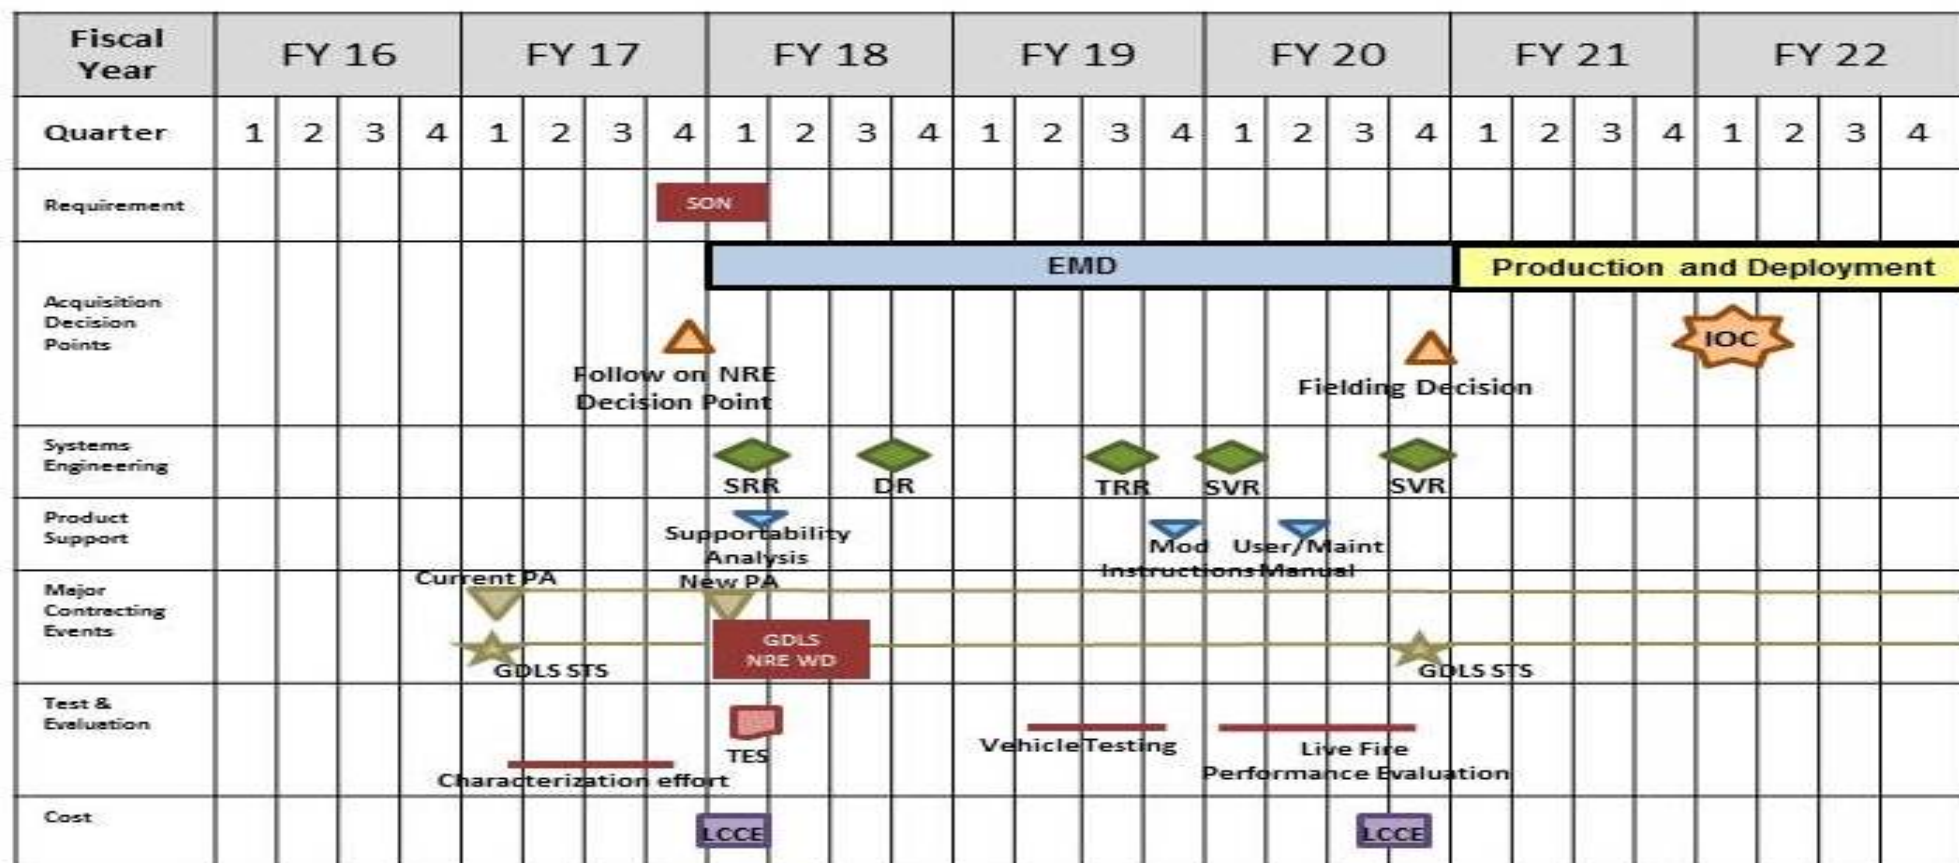 Fiscal
Year
FY 16
FY 17
FY 18
FY 19
FY 20
FY 21
FY 22
Quarter
1 2 3 4 1 2 3 4 1 2 3 4 1 2 3 4 1 2 3 4 1 2 3 4 1 2 3 4
Requirement
SON
Acquisition
Decision
Points
EMD
Production and Deployment
IOC
Follow on NRE
Decision Point
Fielding Decision
Systems
Engineering
SRR
DR
TRR
SVR
SVR
Product
Support
Supportability
Analysis
Mod
Instructions
User/Maint
Manual
Major
Contracting
Events
Current PA
New PA
GDLS
NRE WD
GDLS STS
GDLS STS
Test &
Evaluation
TES
Characterization effort
Vehicle Testing
Live Fire
Performance Evaluation
Cost
LCCE
LCCE